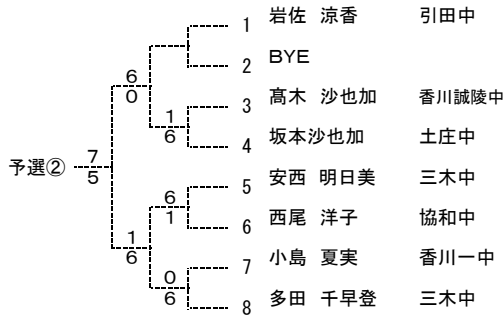 1 岩佐 涼香 引田中
2 BYE
6
0
3 髙木 沙也加 香川誠陵中
1
6
4 坂本沙也加 土庄中
予選② 7
5
5 安西 明日美 三木中
6
1
6 西尾 洋子 協和中
1
6
7 小島 夏実 香川一中
0
6
8 多田 千早登 三木中